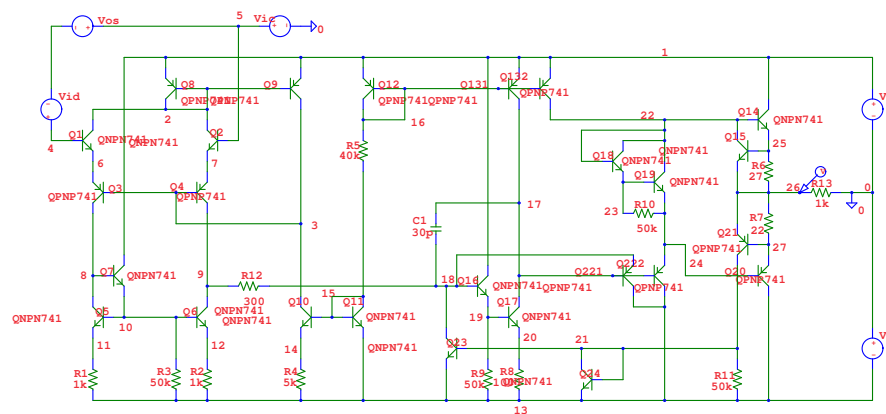 5
Vos
Vic
0
1
Q8
Q9
Q12
Q131
Q132
QPNP741
QPNP741
QPNP741
QPNP741
QPNP741
Q14
V
Vid
2
16
22
QNPN741
Q15
4
Q1
QNPN741
QNPN741
Q2
R5
40k
Q18
QNPN741
QNPN741
25
6
7
Q19
R6
27
Q3
QPNP741
Q4
QPNP741
R10
50k
26
V
R13
1k
0
0
3
17
23
C1
30p
R7
22
Q21
QPNP741
27
8
Q7
QNPN741
9
R12
300
18
Q16
QNPN741
Q221
QPNP741
Q222
24
Q20
QPNP741
15
Q5
QNPN741
10
Q6
QNPN741
QNPN741
Q10
Q11
QNPN741
19
Q17
QNPN741
11
12
14
Q23
20
21
V
R1
1k
R3
50k
R2
1k
R4
5k
R9
50k
R8
QNPN741
Q24
R11
50k
13